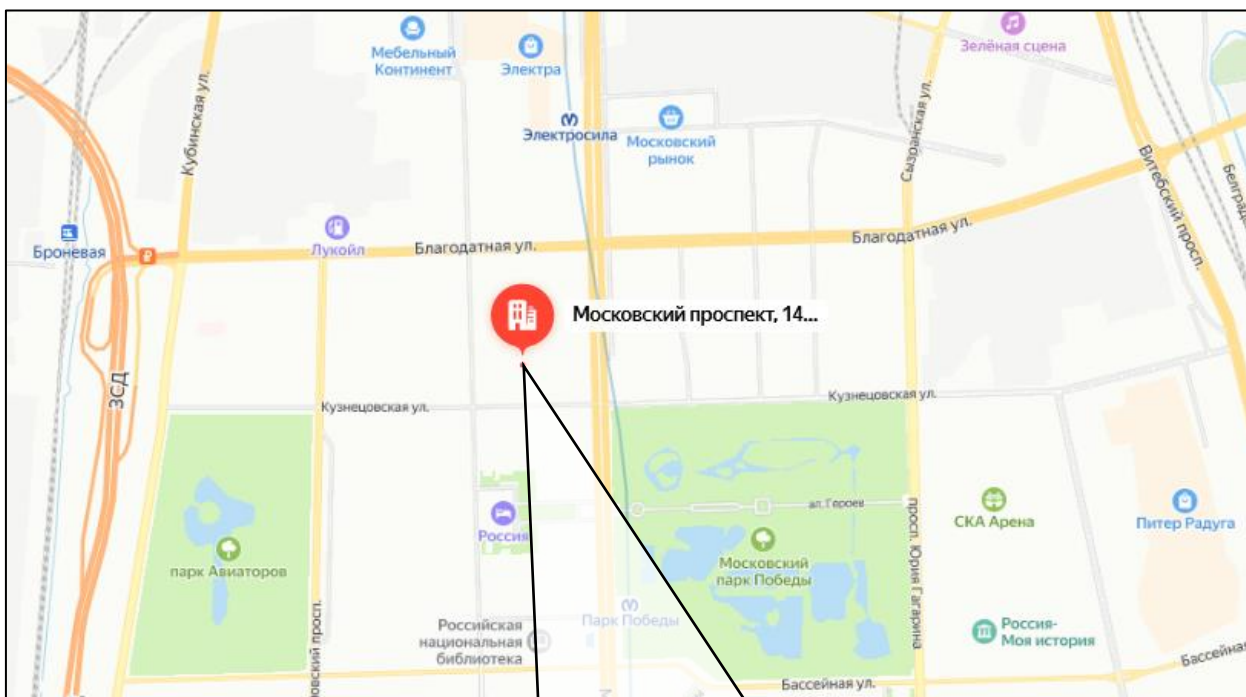 Мебельный
Континент
Электра
Зелёная сцена
Кубинская ул.
Электросила
Московский
рынок
Сызранская ул.
Витебский просп.
Броневая
₽
Лукойл
Благодатная ул.
Благодатная ул.
Московский проспект, 14...
ЗСД
Кузнецовская ул.
Кузнецовская ул.
ал. Героев
СКА Арена
Питер Радуга
Россия
парк Авиаторов
Московский
парк Победы
просп. Юрия Гагарина
Парк Победы
Российская
национальная
библиотека
Россия-
Моя история
Бассейная
Бассейная ул.